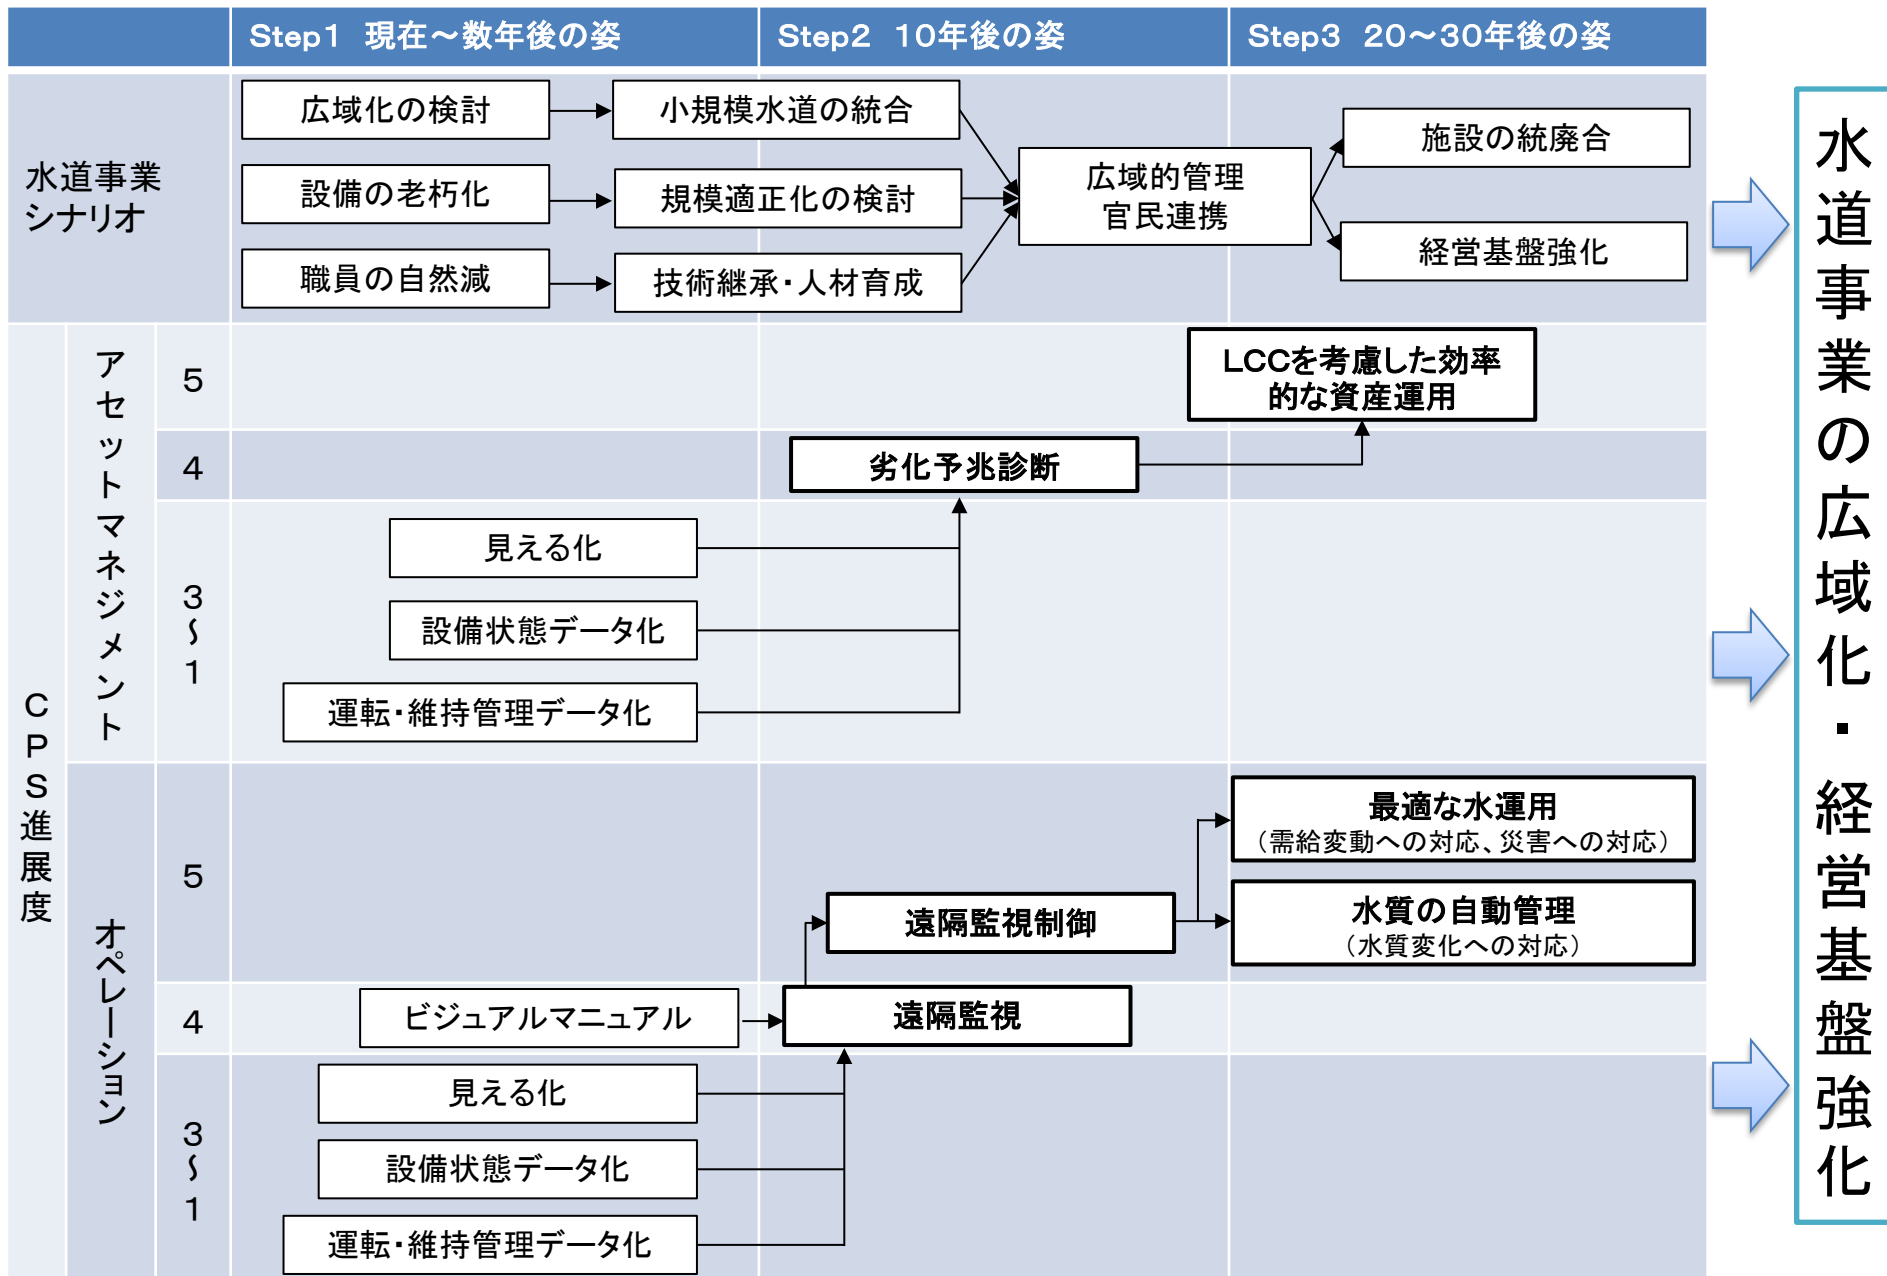 Step1　現在～数年後の姿
Step2　10年後の姿
Step3　20～30年後の姿
水道事業
シナリオ
広域化の検討
小規模水道の統合
設備の老朽化
規模適正化の検討
職員の自然減
技術継承・人材育成
広域的管理
官民連携
施設の統廃合
経営基盤強化
CPS進展度
アセットマネジメント
5
LCCを考慮した効率
的な資産運用
4
劣化予兆診断
3～1
見える化
設備状態データ化
運転・維持管理データ化
オペレーション
5
最適な水運用
（需給変動への対応、災害への対応）
遠隔監視制御
水質の自動管理
（水質変化への対応）
4
ビジュアルマニュアル
遠隔監視
3～1
見える化
設備状態データ化
運転・維持管理データ化
水道事業の広域化・経営基盤強化